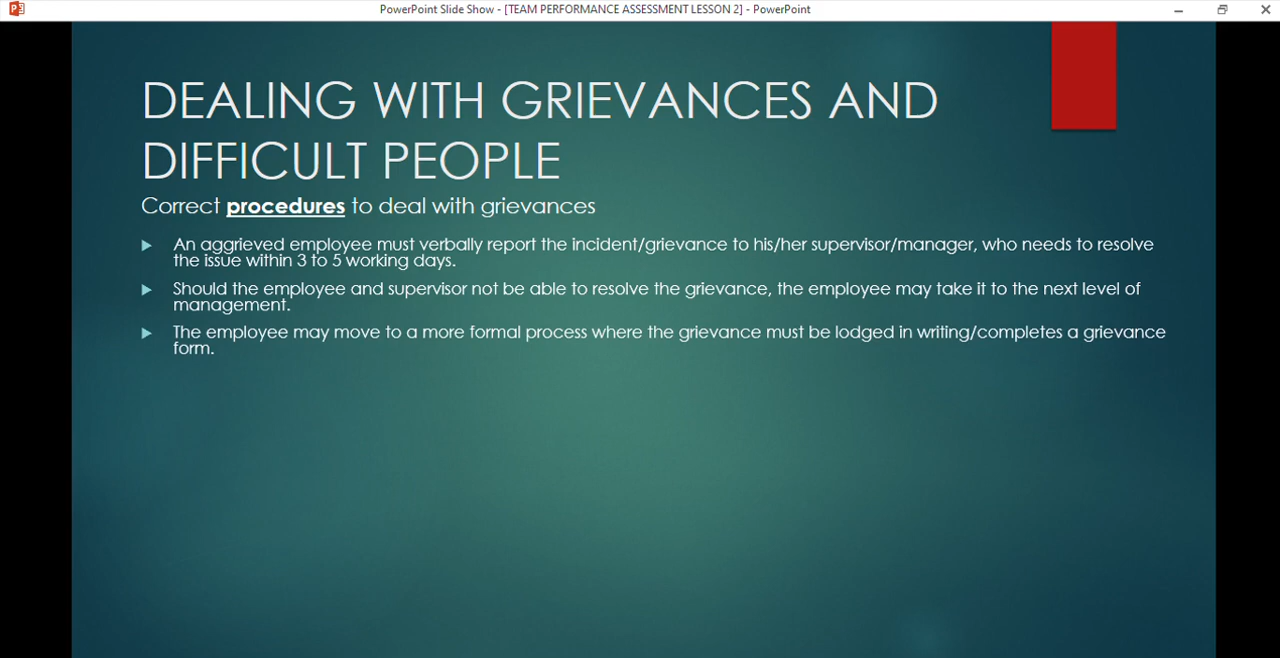 PowerPoint Slide Show - [TEAM PERFORMANCE ASSESSMENT LESSON 2] - PowerPoint
DEALING WITH GRIEVANCES AND
DIFFICULT PEOPLE
Correct procedures to deal with grievances
An aggrieved employee must verbally report the incident/grievance to his/her supervisor/manager, who needs to resolve
the issue within 3 to 5 working days.
Should the employee and supervisor not be able to resolve the grievance, the employee may take it to the next level of
management.
The employee may move to a more formal process where the grievance must be lodged in writing/completes a grievance
form.